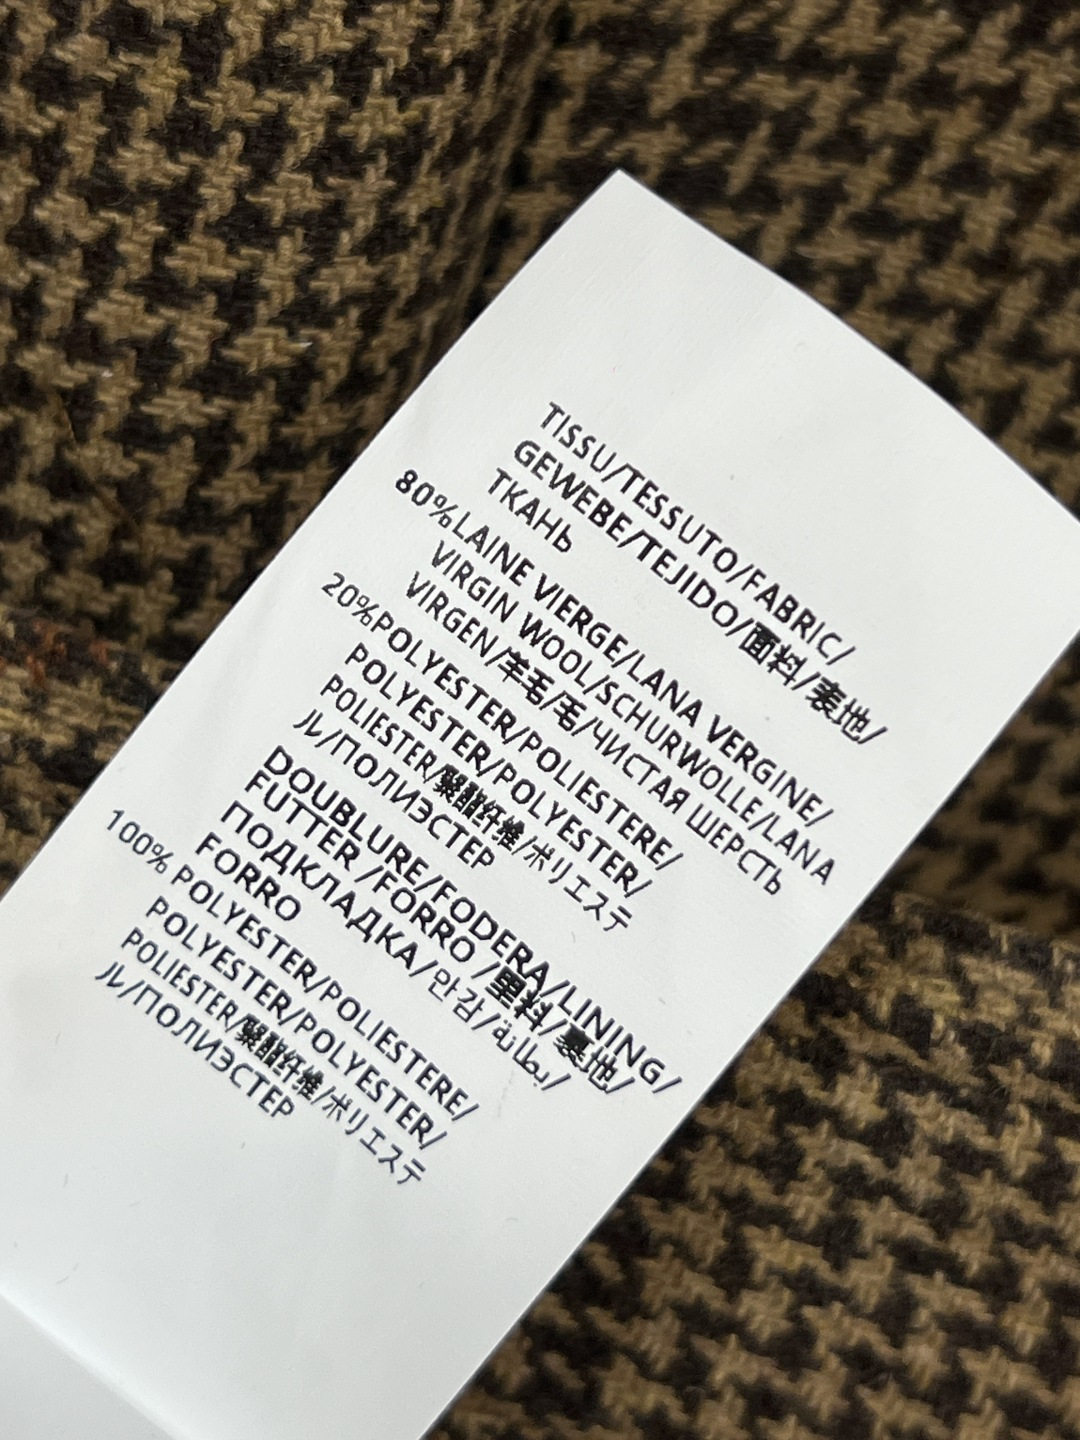 TISSU/TESSUTO/FABRIC/
GEWEBE/TEJIDO/面料/表地/
ТКАНЬ
80%LAINE VIERGE/LANA VERGINE/
VIRGIN WOOL/SCHURWOLLE/LANA
VIRGEN/羊毛/毛/ЧИСТАЯ ШЕРСТЬ
20%POLYESTER/POLIESTERE/
POLYESTER/POLYESTER/
POLIESTER/聚酯纤维/ポリエステ
ル/ПОЛИЭСТЕР
DOUBLURE/FODERA/LINING/
FUTTER /FORRO /里料/裏地/
ПОДКЛАДКА/안감/بطانة/
FORRO
100% POLYESTER/POLIESTERE/
POLYESTER/POLYESTER/
POLIESTER/聚酯纤维/ポリエステ
ル/ПОЛИЭСТЕР